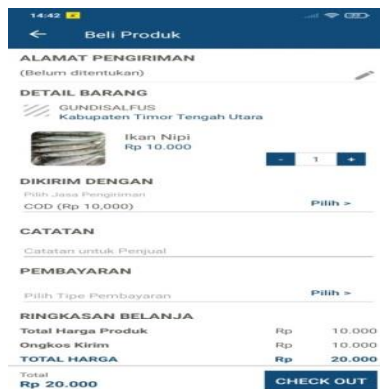 14:42
← Beli Produk
ALAMAT PENGIRIMAN
(Belum ditentukan)
DETAIL BARANG
GUNDISALFUS
Kabupaten Timor Tengah Utara
Ikan Nipi
Rp 10.000
- 1 +
DIKIRIM DENGAN
Pilih Jasa Pengiriman
COD (Rp 10,000) Pilih >
CATATAN
Catatan untuk Penjual
PEMBAYARAN
Pilih Tipe Pembayaran Pilih >
RINGKASAN BELANJA
Total Harga Produk Rp 10.000
Ongkos Kirim Rp 10.000
TOTAL HARGA Rp 20.000
Total
Rp 20.000 CHECK OUT